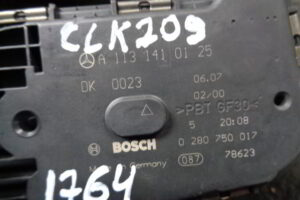 CLK209
A 113 141 01 25
DK 0023 06.07
02/00
>PBT GF30<
5 20:08
BOSCH 0 280 750 017
Germany 087 78623
1764